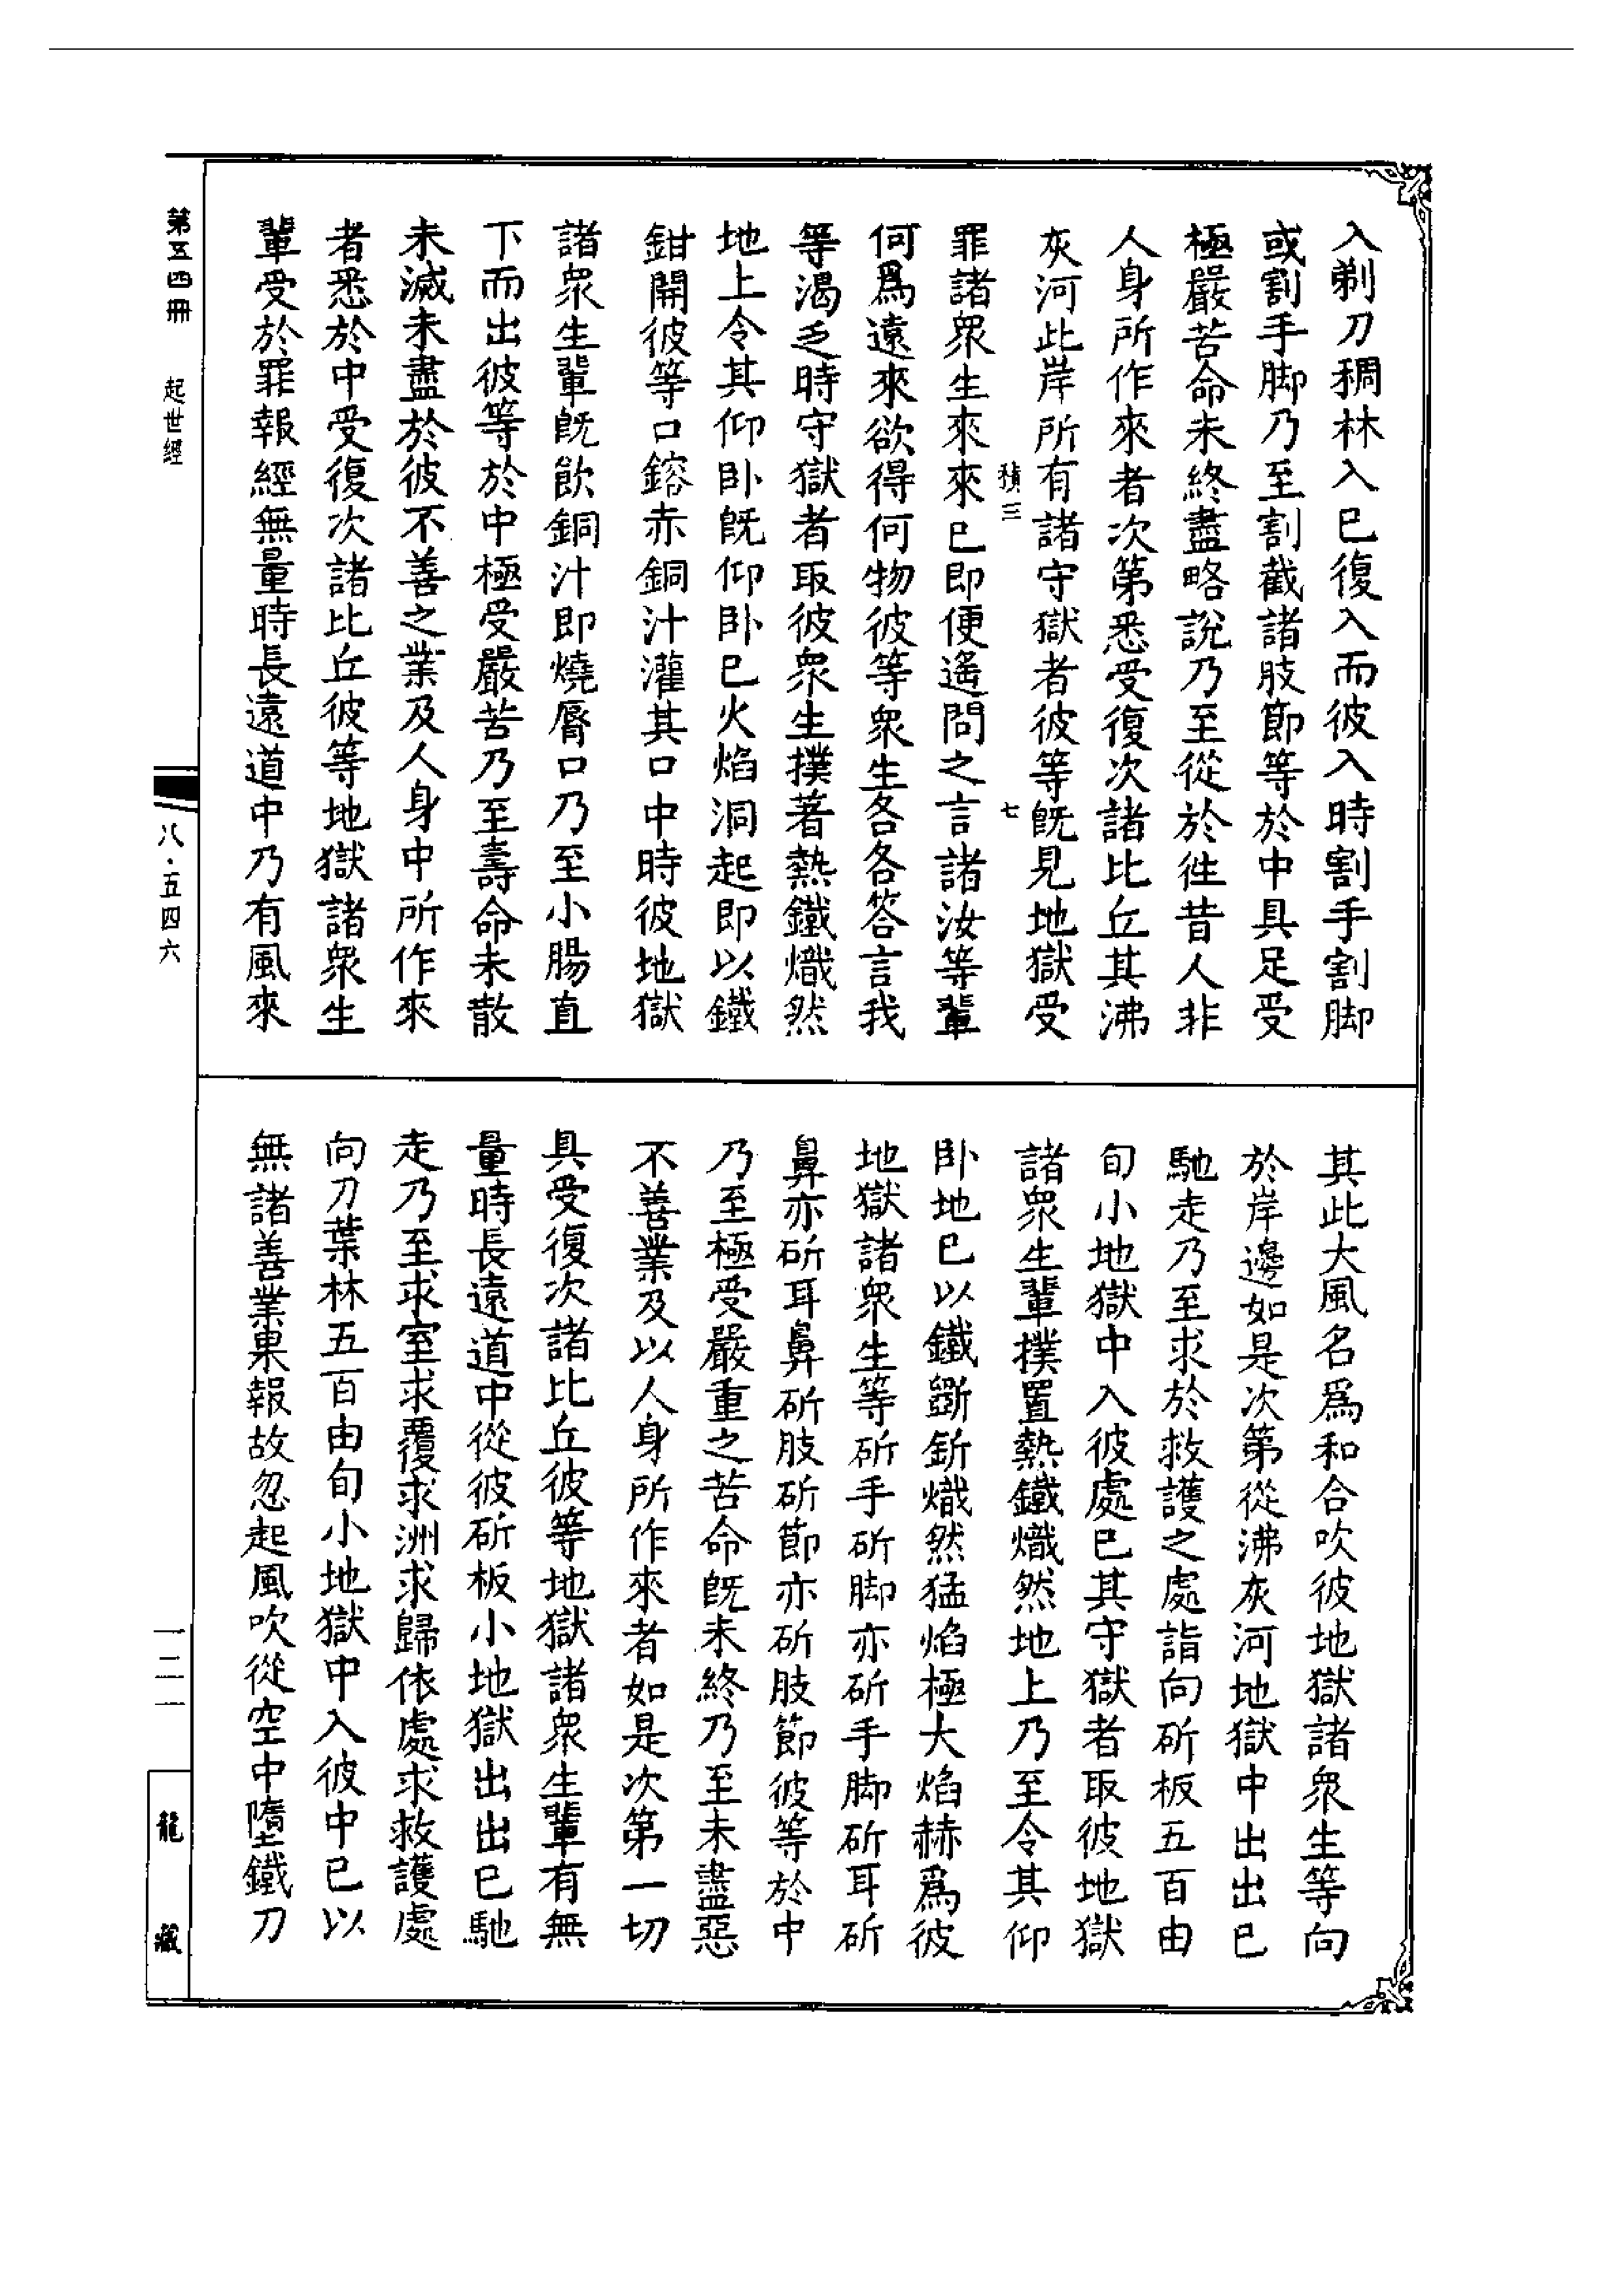 入剃刀稠林入已復入而彼入時割手割脚
或割手脚乃至割截諸肢節等於中具足受
極嚴苦命未終盡略說乃至從於往昔人非
人身所作來者次第悉受復次諸比丘其沸
灰河此岸所有諸守獄者彼等旣見地獄受
積三
七
罪諸衆生來來已即便遙問之言諸汝等輩
何爲遠來欲得何物彼等衆生各各答言我
等渴乏時守獄者取彼衆生撲著熱鐵熾然
地上令其仰卧旣仰卧已火焰洞起即以鐵
鉗開彼等口鎔赤銅汁灌其口中時彼地獄
諸衆生輩旣飲銅汁即燒脣口乃至小腸直
下而出彼等於中極受嚴苦乃至壽命未散
未滅未盡於彼不善之業及人身中所作來
者悉於中受復次諸比丘彼等地獄諸衆生
輩受於罪報經無量時長遠道中乃有風來
其此大風名爲和合吹彼地獄諸衆生等向
於岸邊如是次第從沸灰河地獄中出出已
馳走乃至求於救護之處詣向斫板五百由
旬小地獄中入彼處已其守獄者取彼地獄
諸衆生輩撲置熱鐵熾然地上乃至令其仰
卧地已以鐵斵釿熾然猛焰極大焰赫爲彼
地獄諸衆生等斫手斫脚亦斫手脚斫耳斫
鼻亦斫耳鼻斫肢斫節亦斫肢節彼等於中
乃至極受嚴重之苦命旣未終乃至未盡惡
不善業及以人身所作來者如是次第一切
具受復次諸比丘彼等地獄諸衆生輩有無
量時長遠道中從彼斫板小地獄出出已馳
走乃至求室求覆求洲求歸依處求救護處
向刀葉林五百由旬小地獄中入彼中已以
無諸善業果報故忽起風吹從空中墮鐵刀
第五四冊　起世經
八·五四六
一二一
龍藏